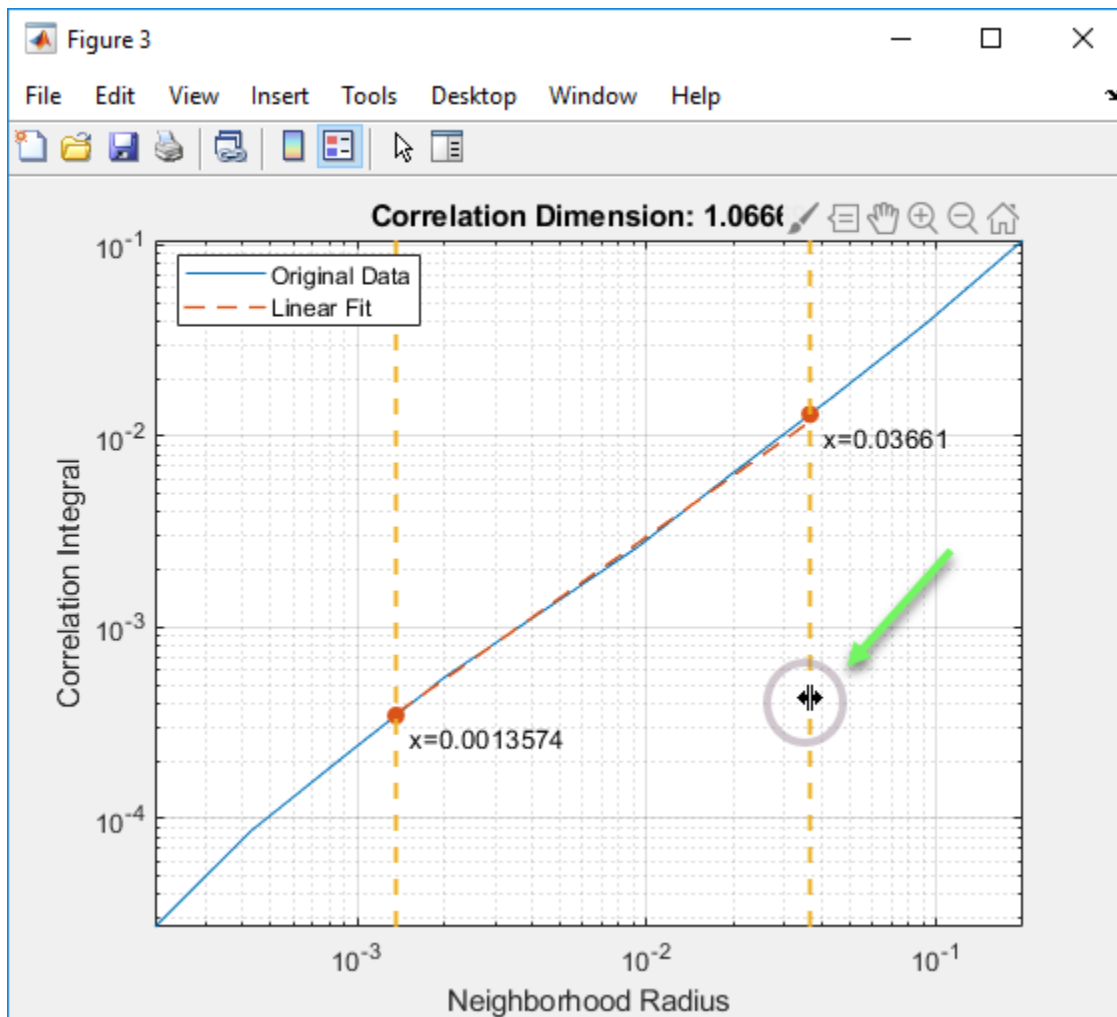 Figure 3
File Edit View Insert Tools Desktop Window Help
Correlation Dimension: 1.066
10-1
Original Data
Linear Fit
10-2
x=0.03661
Correlation Integral
10-3
x=0.0013574
10-4
10-3 10-2 10-1
Neighborhood Radius